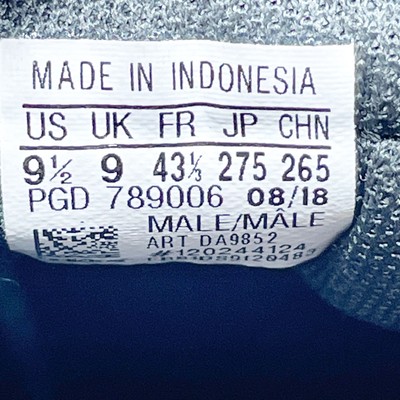 MADE IN INDONESIA
US UK FR JP CHN
9½ 9 43⅓ 275 265
PGD 789006 08/18
MALE/MÂLE
ART DA9852